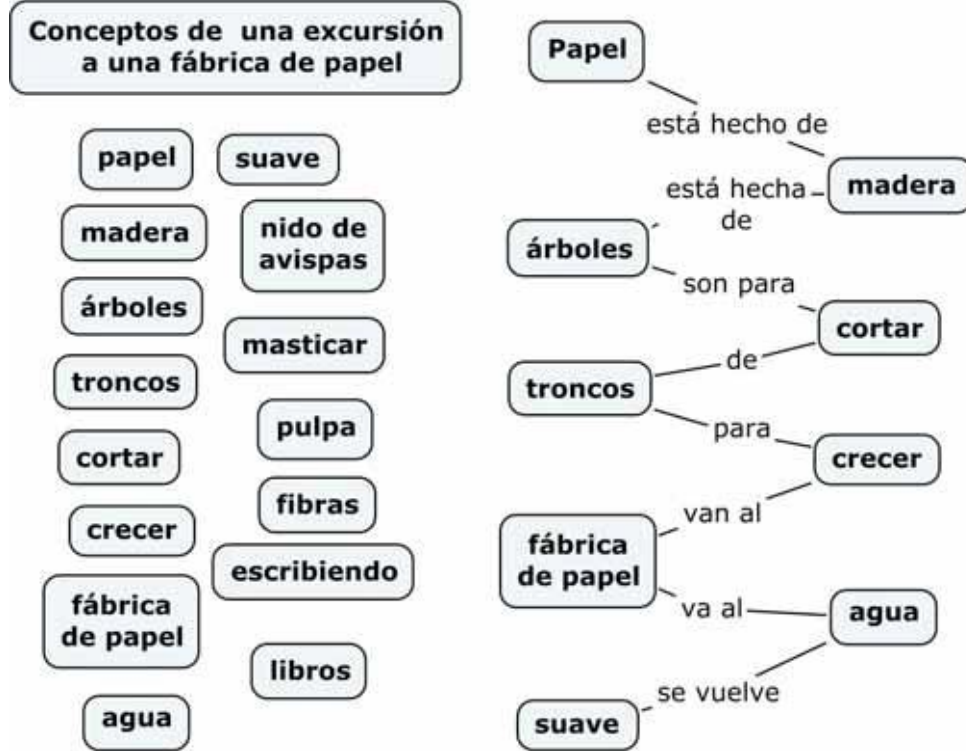 Conceptos de una excursión
a una fábrica de papel
papel
suave
madera
nido de
avispas
árboles
masticar
troncos
pulpa
cortar
fibras
crecer
escribiendo
fábrica
de papel
libros
agua
Papel
está hecho de
madera
está hecha
de
árboles
son para
cortar
de
troncos
para
crecer
van al
fábrica
de papel
va al
agua
se vuelve
suave